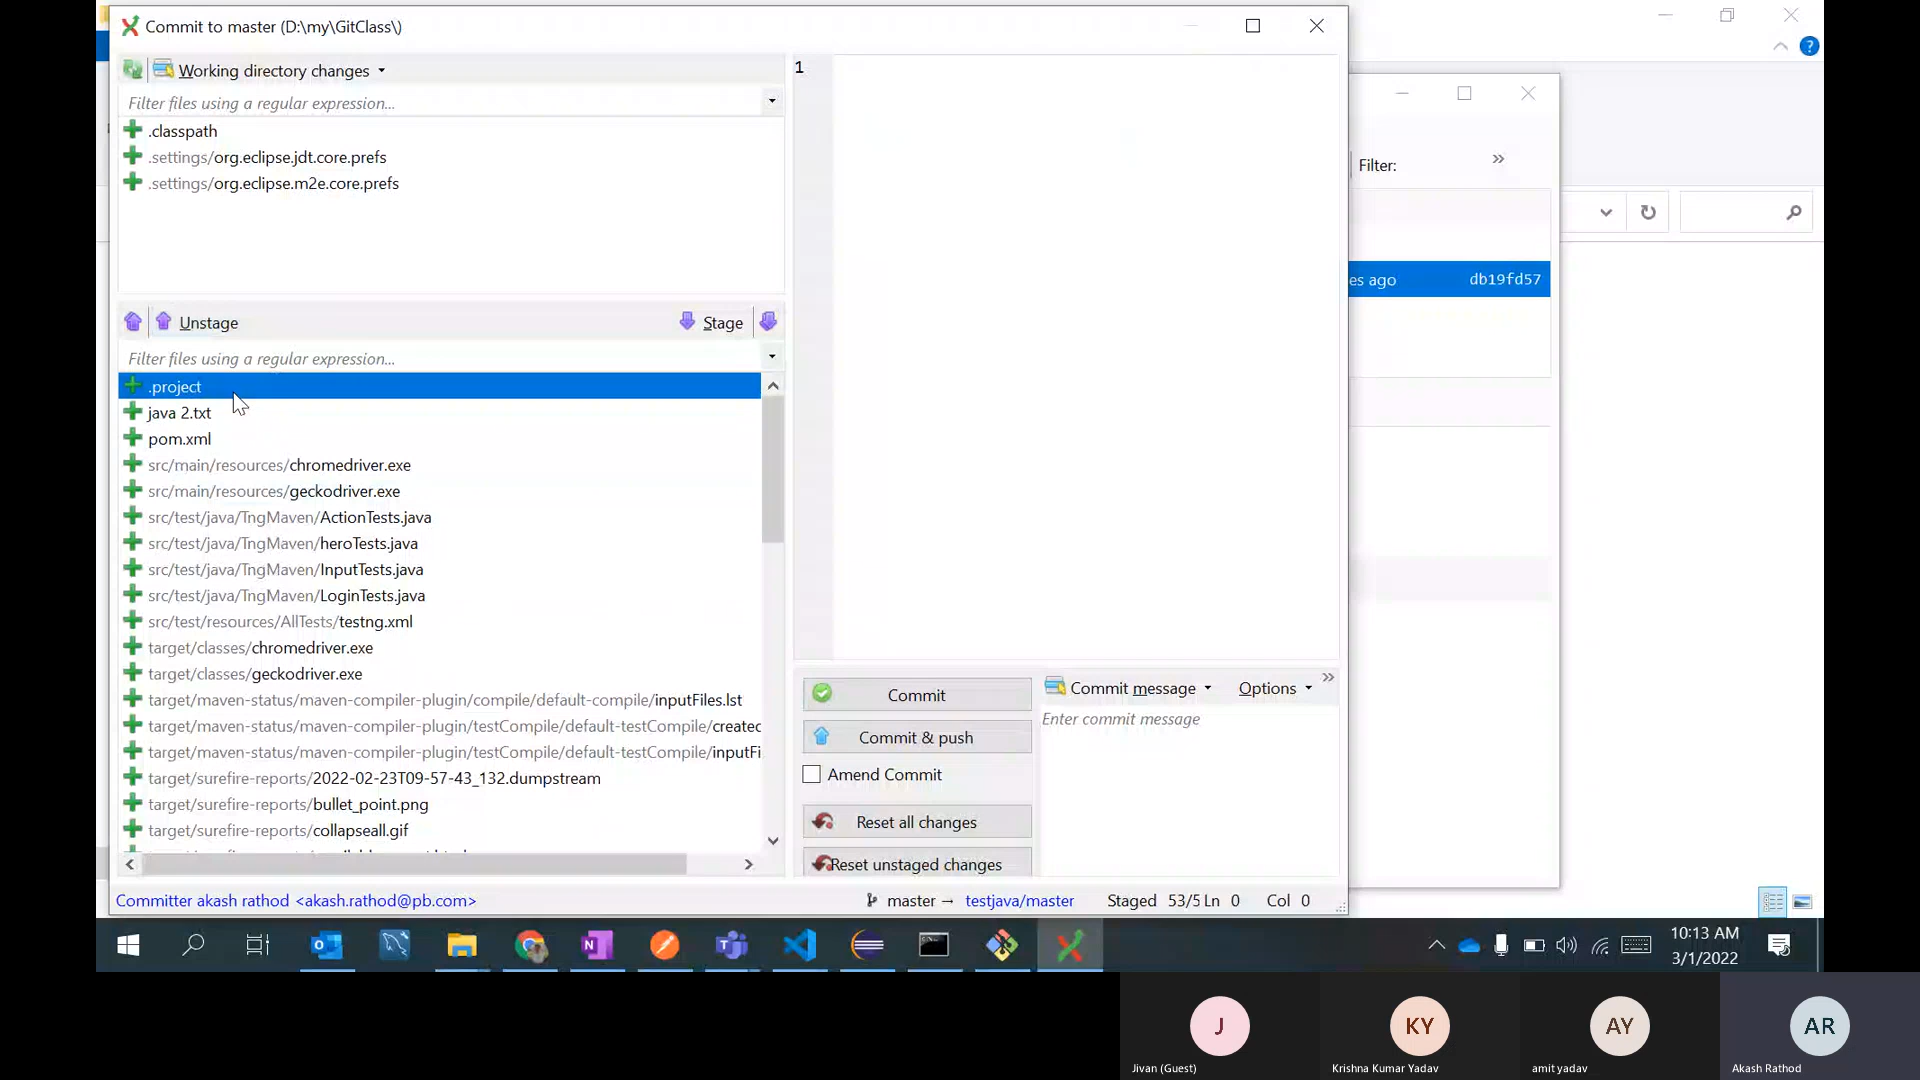 Commit to master (D:\my\GitClass\)
Working directory changes
Filter files using a regular expression...
.classpath
.settings/org.eclipse.jdt.core.prefs
.settings/org.eclipse.m2e.core.prefs
1
Filter:
es ago db19fd57
Unstage
Stage
Filter files using a regular expression...
.project
java 2.txt
pom.xml
src/main/resources/chromedriver.exe
src/main/resources/geckodriver.exe
src/test/java/TngMaven/ActionTests.java
src/test/java/TngMaven/heroTests.java
src/test/java/TngMaven/InputTests.java
src/test/java/TngMaven/LoginTests.java
src/test/resources/AllTests/testng.xml
target/classes/chromedriver.exe
target/classes/geckodriver.exe
target/maven-status/maven-compiler-plugin/compile/default-compile/inputFiles.lst
target/maven-status/maven-compiler-plugin/testCompile/default-testCompile/created
target/maven-status/maven-compiler-plugin/testCompile/default-testCompile/inputFi
target/surefire-reports/2022-02-23T09-57-43_132.dumpstream
target/surefire-reports/bullet_point.png
target/surefire-reports/collapseall.gif
Commit
Commit & push
Amend Commit
Reset all changes
Reset unstaged changes
Commit message
Options
Enter commit message
Committer akash rathod <akash.rathod@pb.com>
master → testjava/master
Staged 53/5 Ln 0 Col 0
10:13 AM
3/1/2022
J
KY
AY
AR
Jivan (Guest)
Krishna Kumar Yadav
amit yadav
Akash Rathod